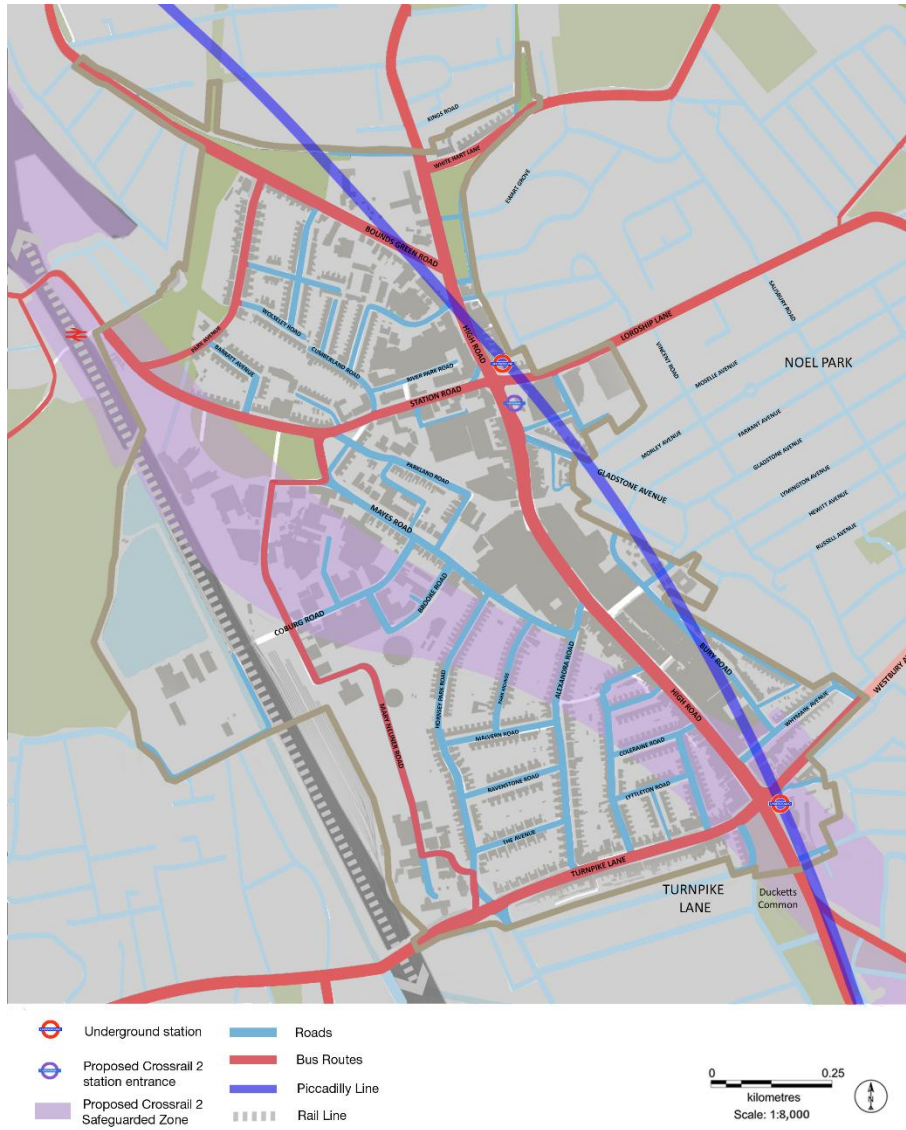 KINGS ROAD
WHITE HART LANE
EWART GROVE
BOUNDS GREEN ROAD
SALISBURY ROAD
LORDSHIP LANE
NOEL PARK
VINCENT ROAD
MOSELLE AVENUE
WOLSELEY ROAD
PARK AVENUE
BARRATT AVENUE
CUMBERLAND ROAD
RIVER PARK ROAD
HIGH ROAD
STATION ROAD
FARRANT AVENUE
MORLEY AVENUE
GLADSTONE AVENUE
GLADSTONE AVENUE
LYMINGTON AVENUE
HEWITT AVENUE
RUSSELL AVENUE
PARKLAND ROAD
MAYES ROAD
BROOKE ROAD
COBURG ROAD
BURY ROAD
ALEXANDRA ROAD
HORNSEY PARK ROAD
HIGH ROAD
WESTBURY AV
WHYMARK AVENUE
MALVERN ROAD
COLERAINE ROAD
MARY NEUNER ROAD
RAVENSTONE ROAD
LYTTLETON ROAD
THE AVENUE
TURNPIKE LANE
TURNPIKE
LANE
Ducketts
Common
Underground station
Proposed Crossrail 2
station entrance
Proposed Crossrail 2
Safeguarded Zone
Roads
Bus Routes
Piccadilly Line
Rail Line
0 0.25
kilometres
Scale: 1:8,000